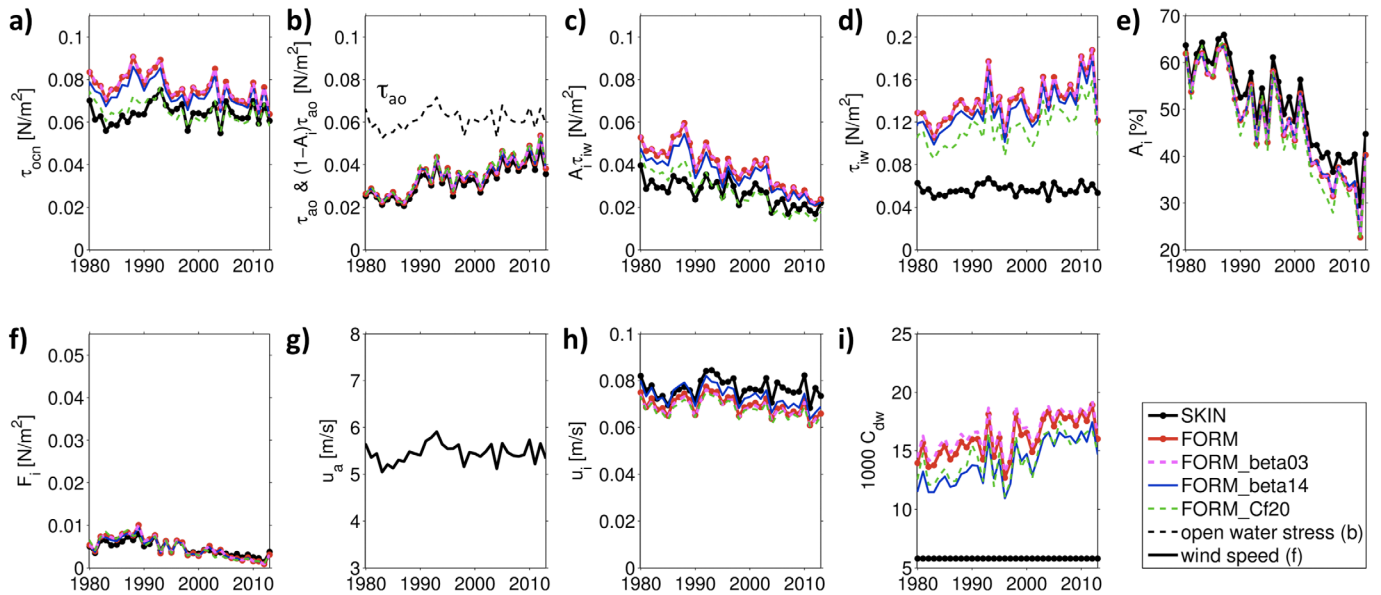 a)
τ_ocn [N/m²]
0.1
0.08
0.06
0.04
0.02
0
1980 1990 2000 2010
b)
τ_ao & (1−A_i)τ_ao [N/m²]
0.1
0.08
0.06
0.04
0.02
0
τ_ao
1980 1990 2000 2010
c)
A_iτ_iw [N/m²]
0.1
0.08
0.06
0.04
0.02
0
1980 1990 2000 2010
d)
τ_iw [N/m²]
0.2
0.16
0.12
0.08
0.04
0
1980 1990 2000 2010
e)
A_i [%]
70
60
50
40
30
20
1980 1990 2000 2010
f)
F_i [N/m²]
0.05
0.04
0.03
0.02
0.01
0
1980 1990 2000 2010
g)
u_a [m/s]
8
7
6
5
4
3
1980 1990 2000 2010
h)
u_i [m/s]
0.1
0.08
0.06
0.04
0.02
0
1980 1990 2000 2010
i)
1000 C_dw
25
20
15
10
5
1980 1990 2000 2010
SKIN
FORM
FORM_beta03
FORM_beta14
FORM_Cf20
open water stress (b)
wind speed (f)